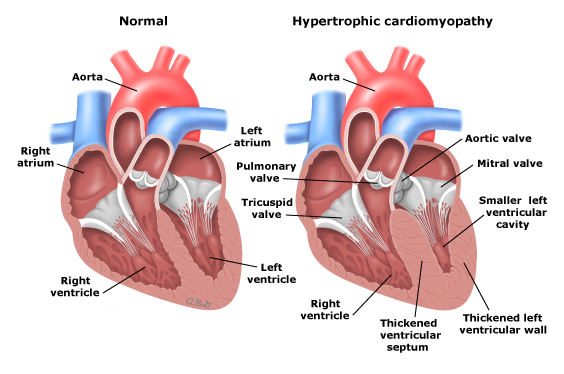 Normal
Hypertrophic cardiomyopathy
Aorta
Left
atrium
Right
atrium
Right
ventricle
Left
ventricle
Aorta
Aortic valve
Pulmonary
valve
Mitral valve
Tricuspid
valve
Smaller left
ventricular
cavity
Right
ventricle
Thickened
ventricular
septum
Thickened left
ventricular wall